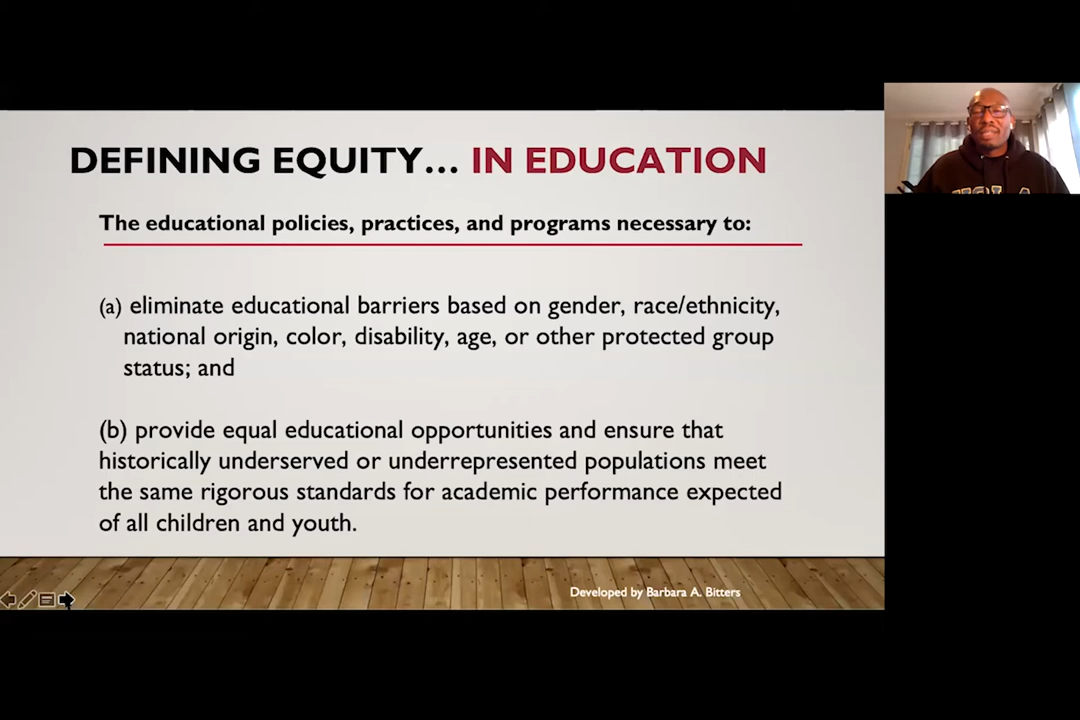 DEFINING EQUITY... IN EDUCATION
The educational policies, practices, and programs necessary to:
(a) eliminate educational barriers based on gender, race/ethnicity,
national origin, color, disability, age, or other protected group
status; and
(b) provide equal educational opportunities and ensure that
historically underserved or underrepresented populations meet
the same rigorous standards for academic performance expected
of all children and youth.
Developed by Barbara A. Bitters